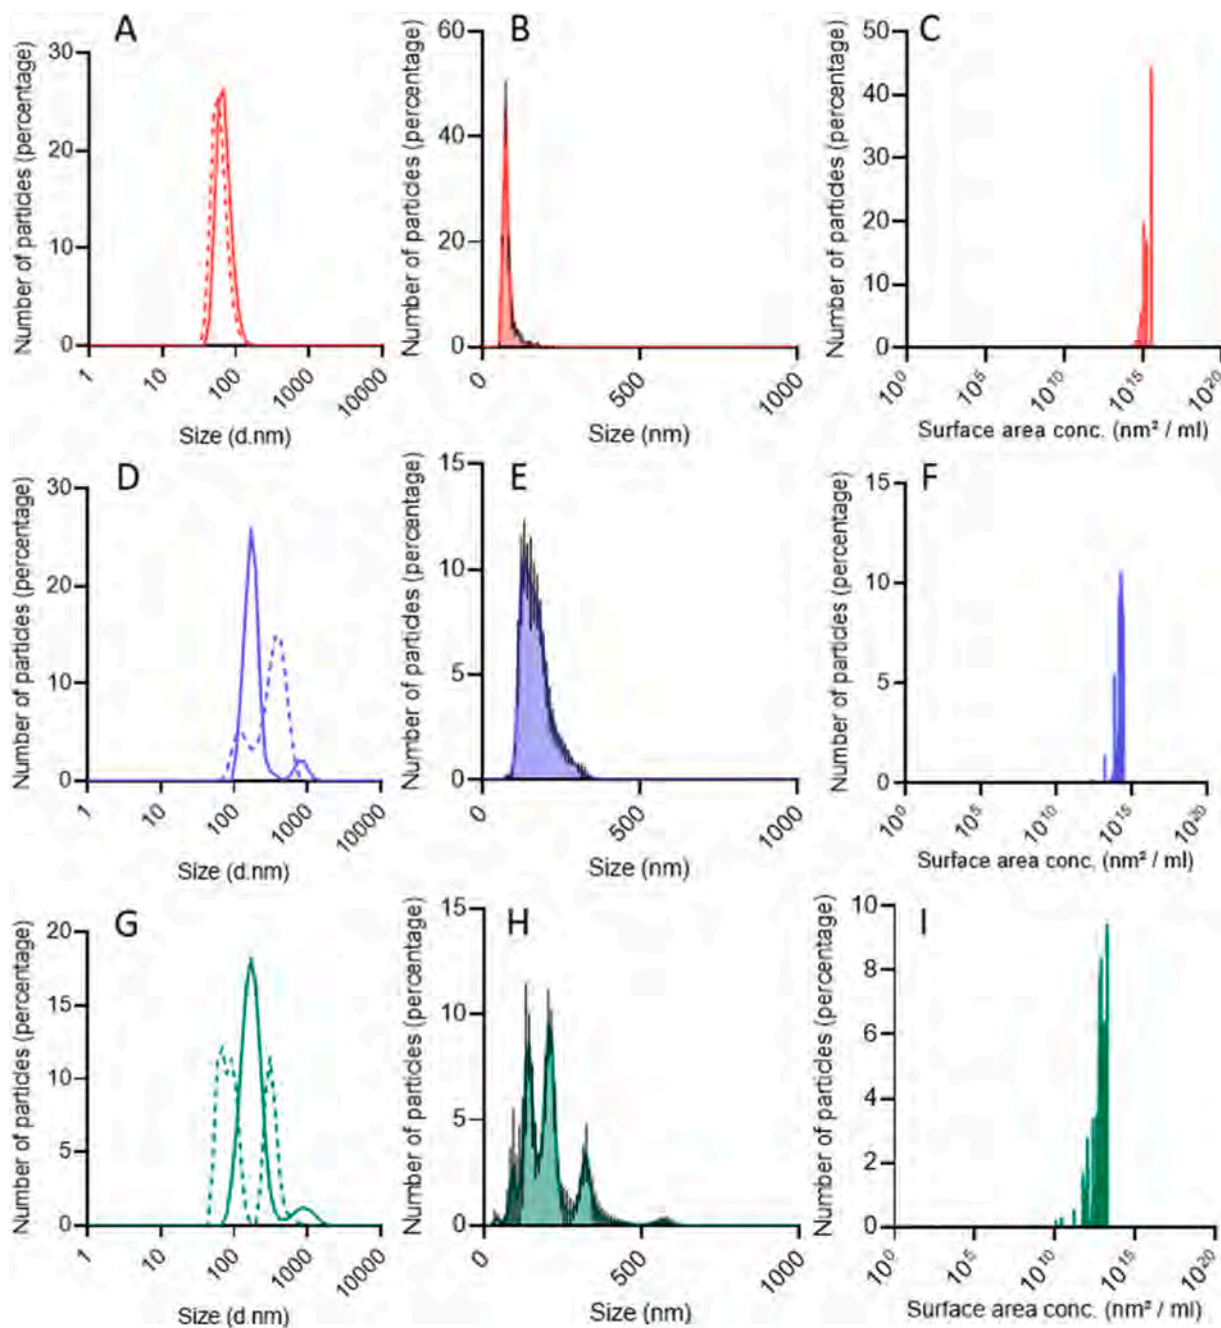 A
Number of particles (percentage)
30
20
10
0
1
10
100
1000
10000
Size (d.nm)
B
Number of particles (percentage)
60
40
20
0
0
500
1000
Size (nm)
C
Number of particles (percentage)
50
40
30
20
10
0
10⁰
10⁵
10¹⁰
10¹⁵
10²⁰
Surface area conc. (nm² / ml)
D
Number of particles (percentage)
30
20
10
0
1
10
100
1000
10000
Size (d.nm)
E
Number of particles (percentage)
15
10
5
0
0
500
1000
Size (nm)
F
Number of particles (percentage)
15
10
5
0
10⁰
10⁵
10¹⁰
10¹⁵
10²⁰
Surface area conc. (nm² / ml)
G
Number of particles (percentage)
20
15
10
5
0
1
10
100
1000
10000
Size (d.nm)
H
Number of particles (percentage)
15
10
5
0
0
500
1000
Size (nm)
I
Number of particles (percentage)
10
8
6
4
2
0
10⁰
10⁵
10¹⁰
10¹⁵
10²⁰
Surface area conc. (nm² / ml)